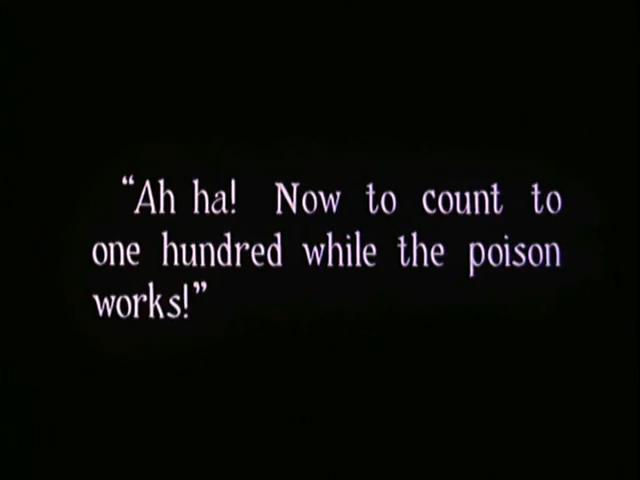 “Ah ha! Now to count to
one hundred while the poison
works!”